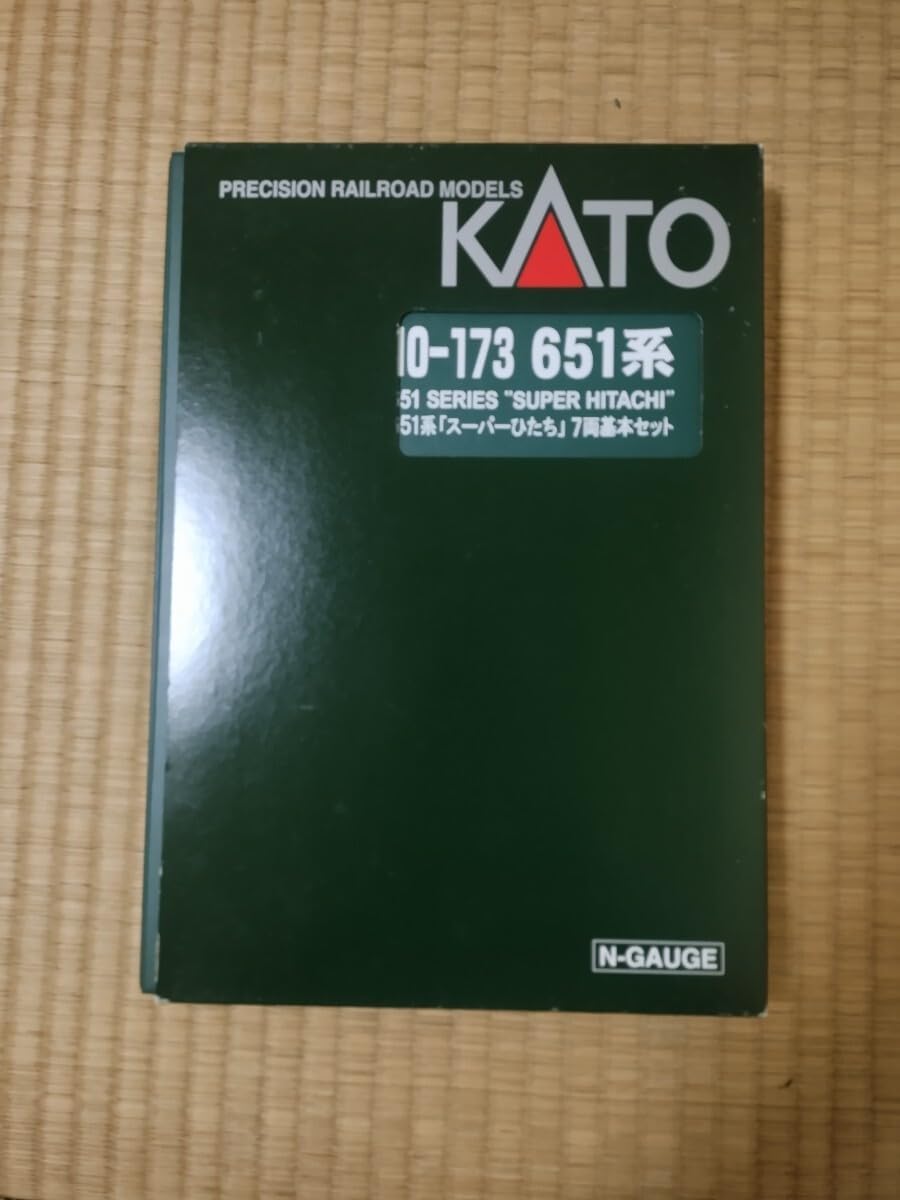 PRECISION RAILROAD MODELS
KATO
10-173 651系
51 SERIES "SUPER HITACHI"
51系「スーパーひたち」7両基本セット
N-GAUGE